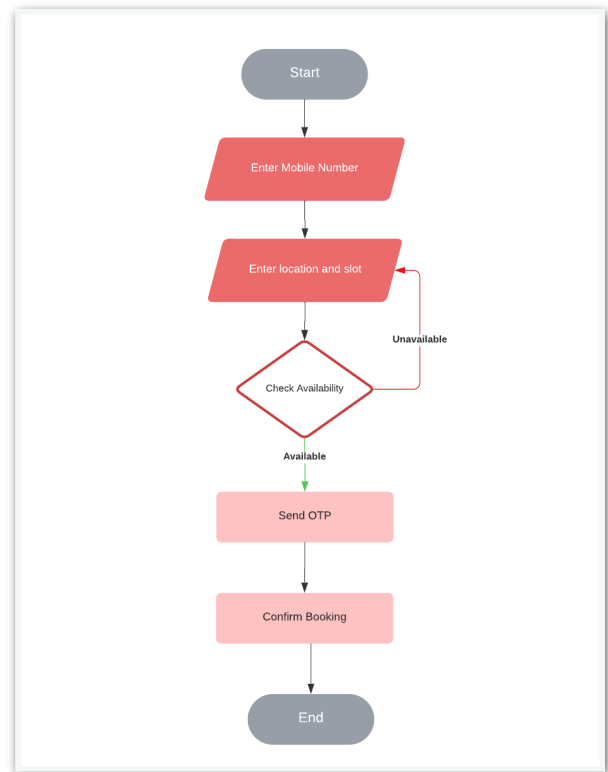 Start
Enter Mobile Number
Enter location and slot
Unavailable
Check Availability
Available
Send OTP
Confirm Booking
End